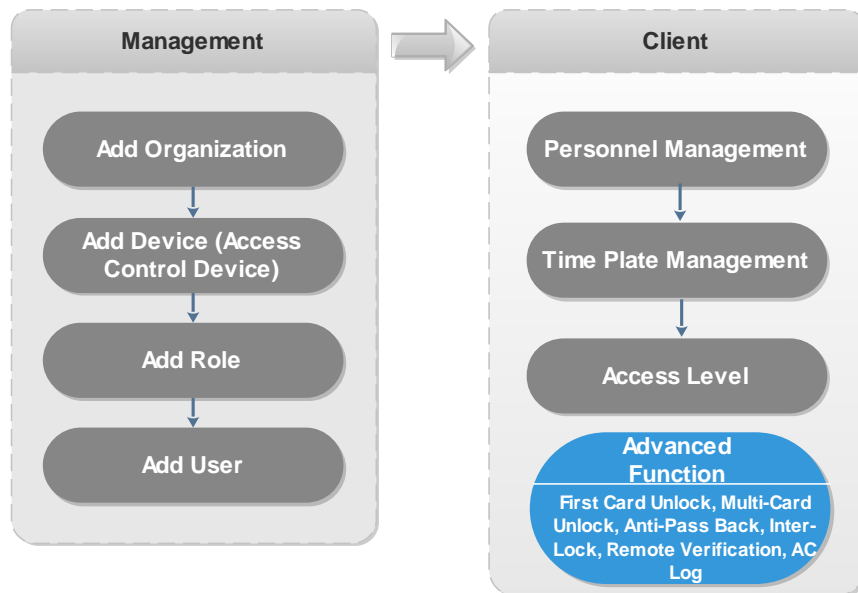 Management
Add Organization
Add Device (Access
Control Device)
Add Role
Add User
Client
Personnel Management
Time Plate Management
Access Level
Advanced
Function
First Card Unlock, Multi-Card
Unlock, Anti-Pass Back, Inter-
Lock, Remote Verification, AC
Log